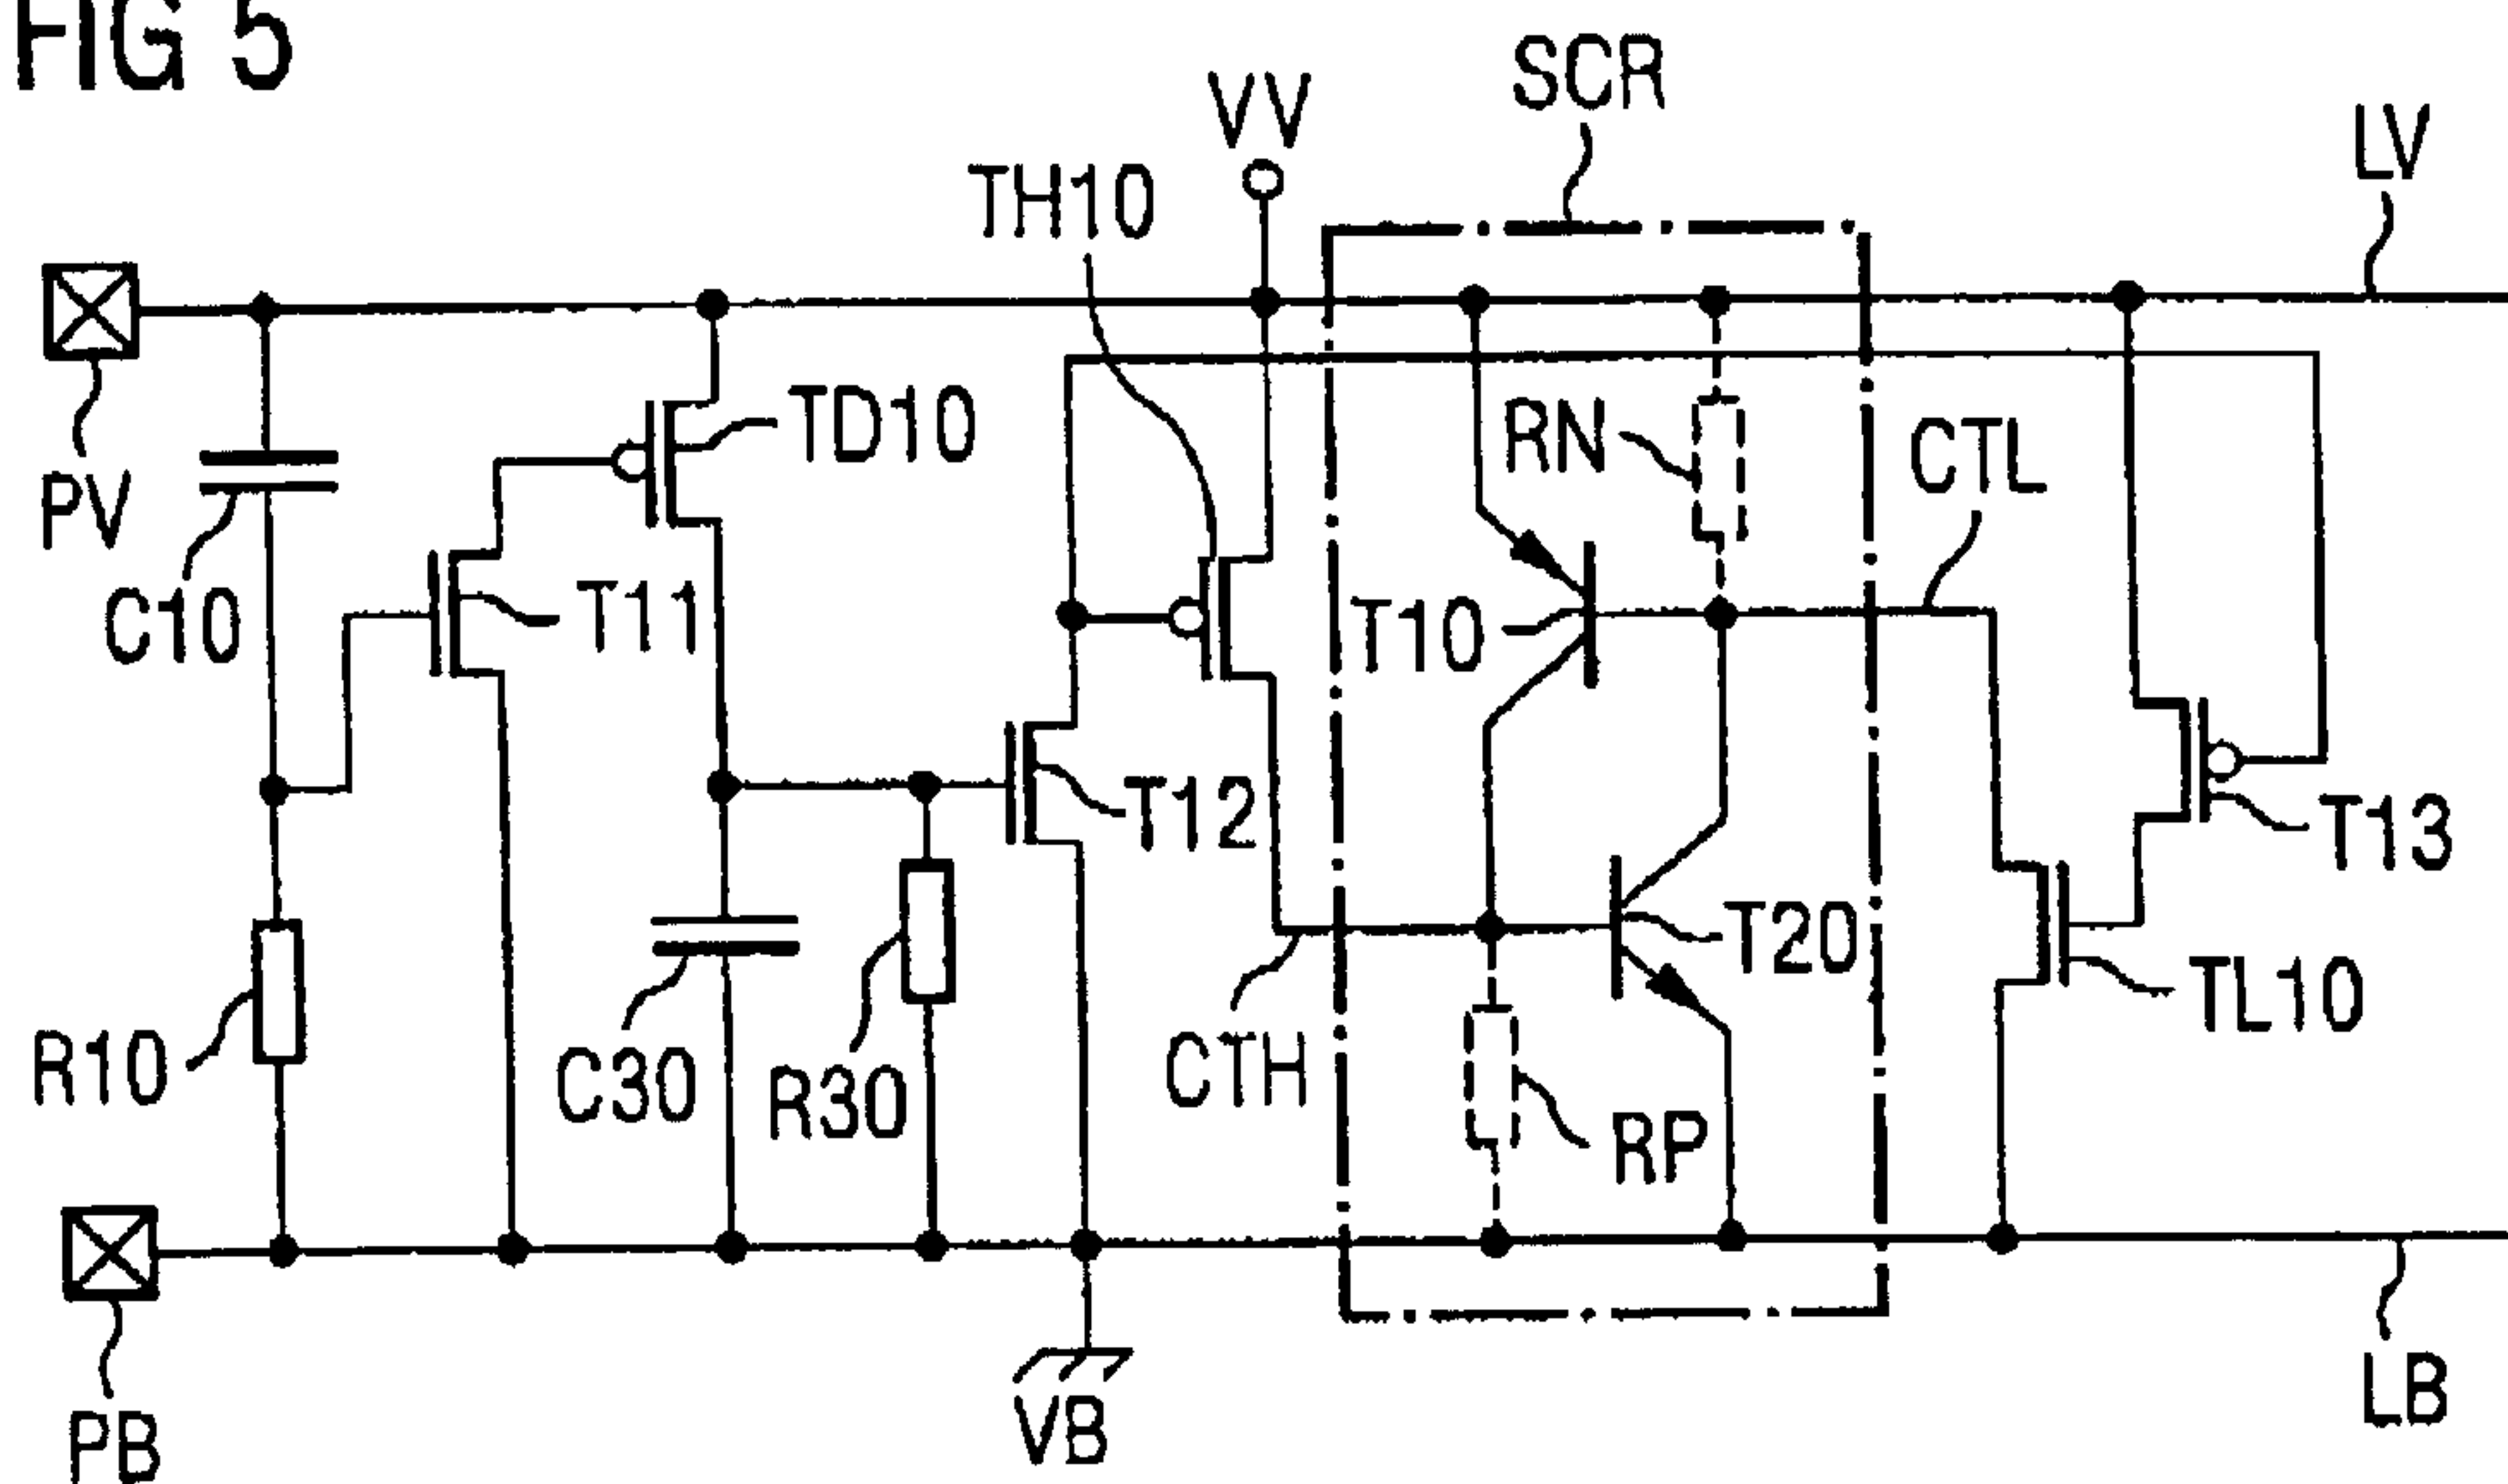 FIG 5
SCR
VV
LV
TH10
TD10
RN
CTL
PV
C10
T11
T10
T12
T13
T20
TL10
R10
C30
R30
CTH
RP
VB
LB
PB